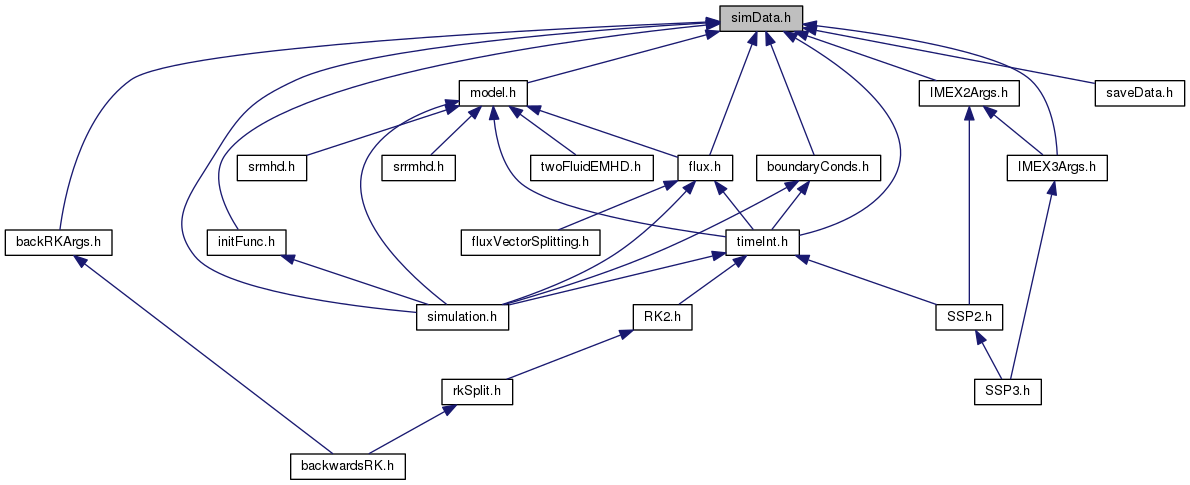 simData.h
model.h
IMEX2Args.h
saveData.h
srmhd.h
srrmhd.h
twoFluidEMHD.h
flux.h
boundaryConds.h
IMEX3Args.h
backRKArgs.h
initFunc.h
fluxVectorSplitting.h
timeInt.h
simulation.h
RK2.h
SSP2.h
rkSplit.h
SSP3.h
backwardsRK.h